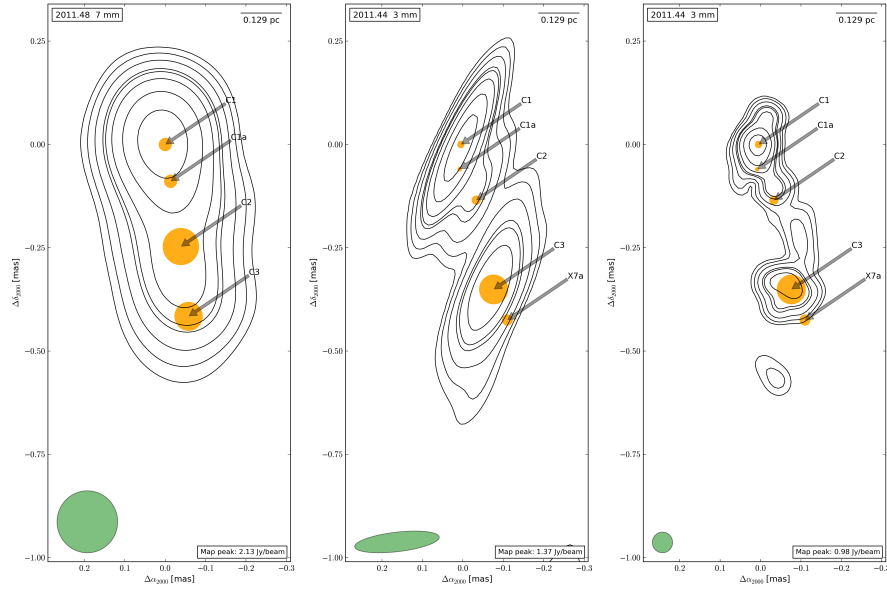 2011.48 7 mm
0.129 pc
0.25
0.00
−0.25
−0.50
−0.75
−1.00
Δδ2000 [mas]
C1
C1a
C2
C3
Map peak: 2.13 Jy/beam
0.2 0.1 0.0 −0.1 −0.2 −0.3
Δα2000 [mas]
2011.44 3 mm
0.129 pc
0.25
0.00
−0.25
−0.50
−0.75
−1.00
Δδ2000 [mas]
C1
C1a
C2
C3
X7a
Map peak: 1.37 Jy/beam
0.2 0.1 0.0 −0.1 −0.2 −0.3
Δα2000 [mas]
2011.44 3 mm
0.129 pc
0.25
0.00
−0.25
−0.50
−0.75
−1.00
Δδ2000 [mas]
C1
C1a
C2
C3
X7a
Map peak: 0.98 Jy/beam
0.2 0.1 0.0 −0.1 −0.2 −0.3
Δα2000 [mas]